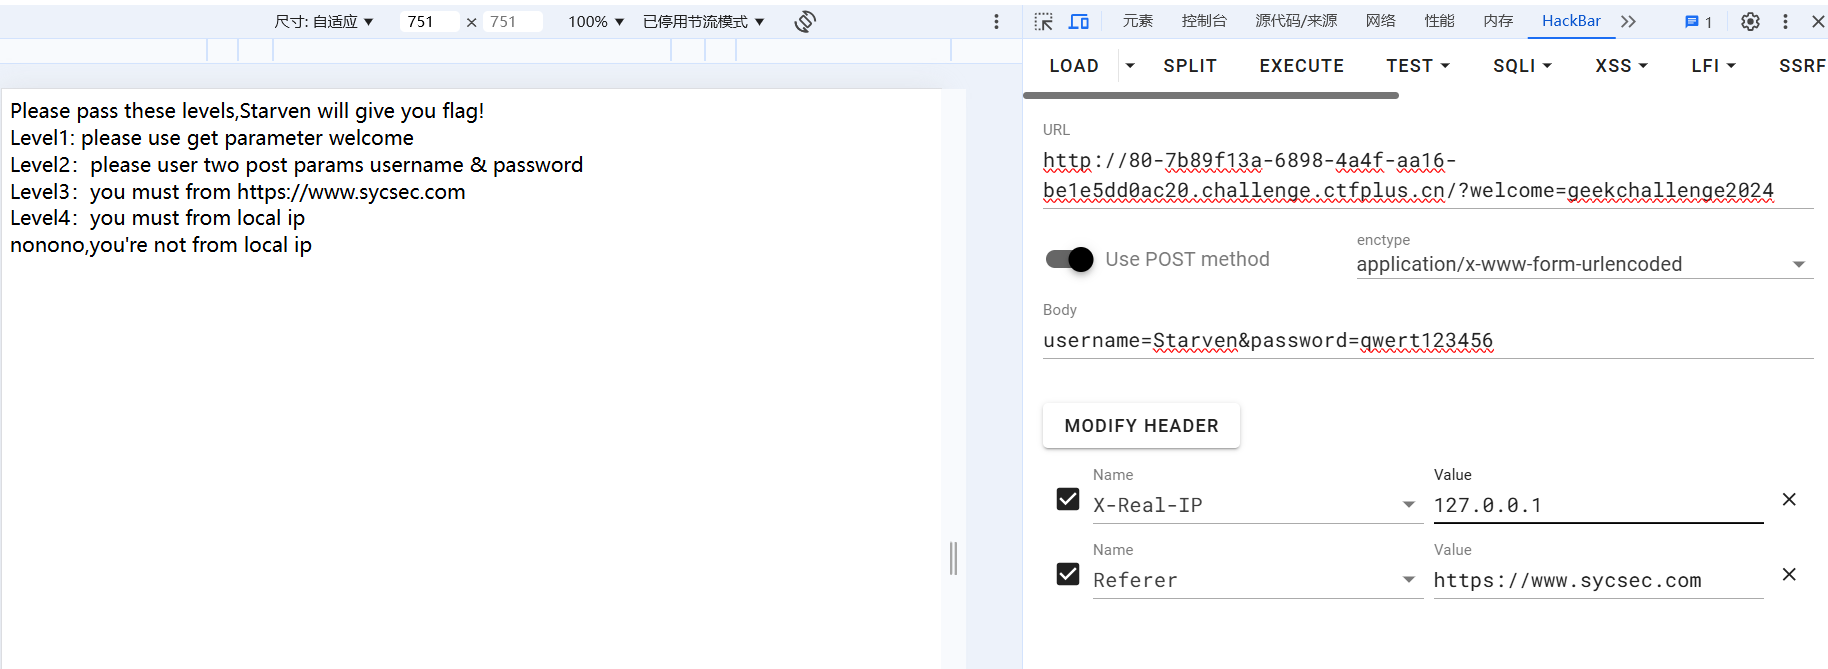 尺寸: 自适应 ▼ 751 × 751 100% ▼ 已停用节流模式 ▼
元素 控制台 源代码/来源 网络 性能 内存 HackBar 1
LOAD SPLIT EXECUTE TEST SQLI XSS LFI SSRF
Please pass these levels,Starven will give you flag!
Level1: please use get parameter welcome
Level2：please user two post params username & password
Level3：you must from https://www.sycsec.com
Level4：you must from local ip
nonono,you're not from local ip
URL
http://80-7b89f13a-6898-4a4f-aa16-
be1e5dd0ac20.challenge.ctfplus.cn/?welcome=geekchallenge2024
Use POST method
enctype
application/x-www-form-urlencoded
Body
username=Starven&password=qwert123456
MODIFY HEADER
Name Value
X-Real-IP 127.0.0.1
Name Value
Referer https://www.sycsec.com